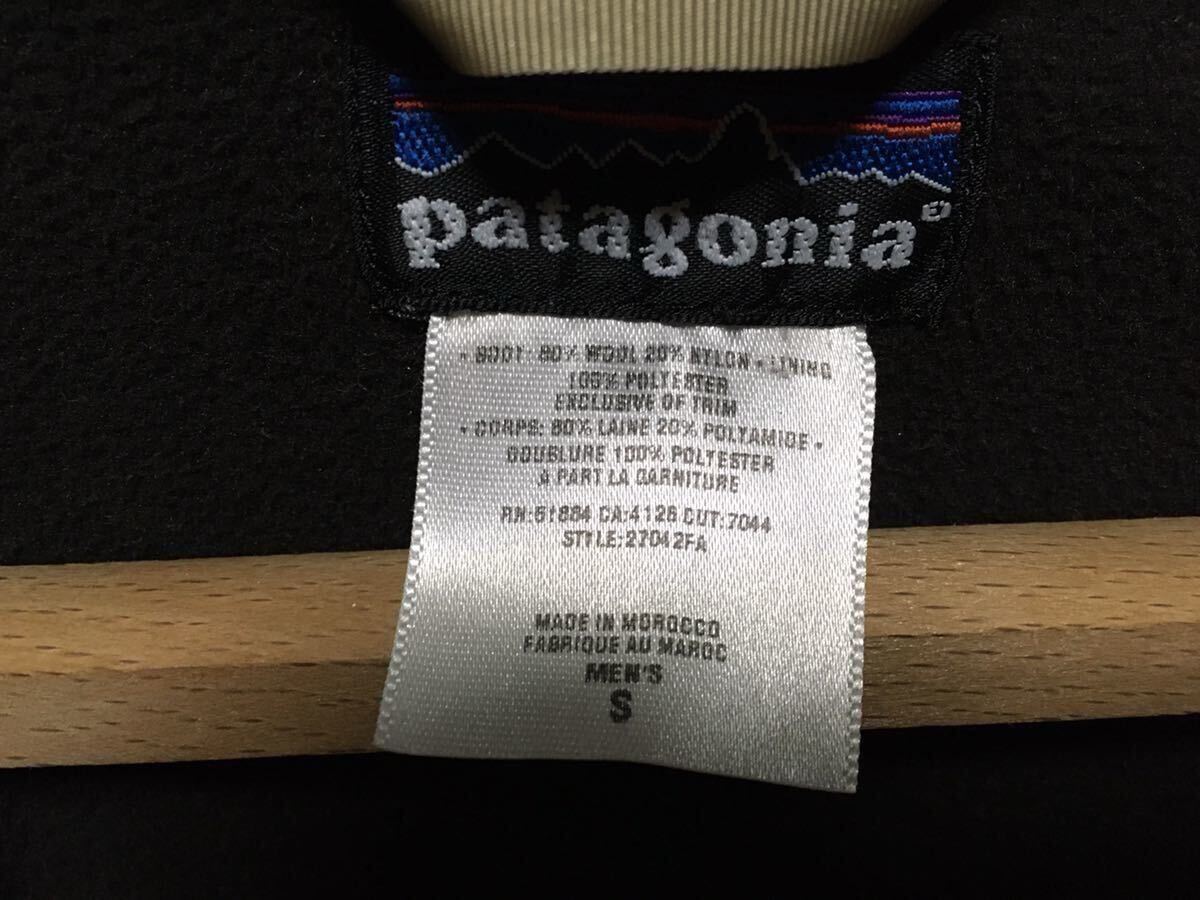 patagonia®
• BODY: 80% WOOL 20% NYLON • LINING
100% POLYESTER
EXCLUSIVE OF TRIM
• CORPS: 80% LAINE 20% POLYAMIDE •
DOUBLURE 100% POLYESTER
A PART LA GARNITURE
RN:51884 CA:4128 CUT:7044
STYLE:27042FA
MADE IN MOROCCO
FABRIQUE AU MAROC
MEN'S
S